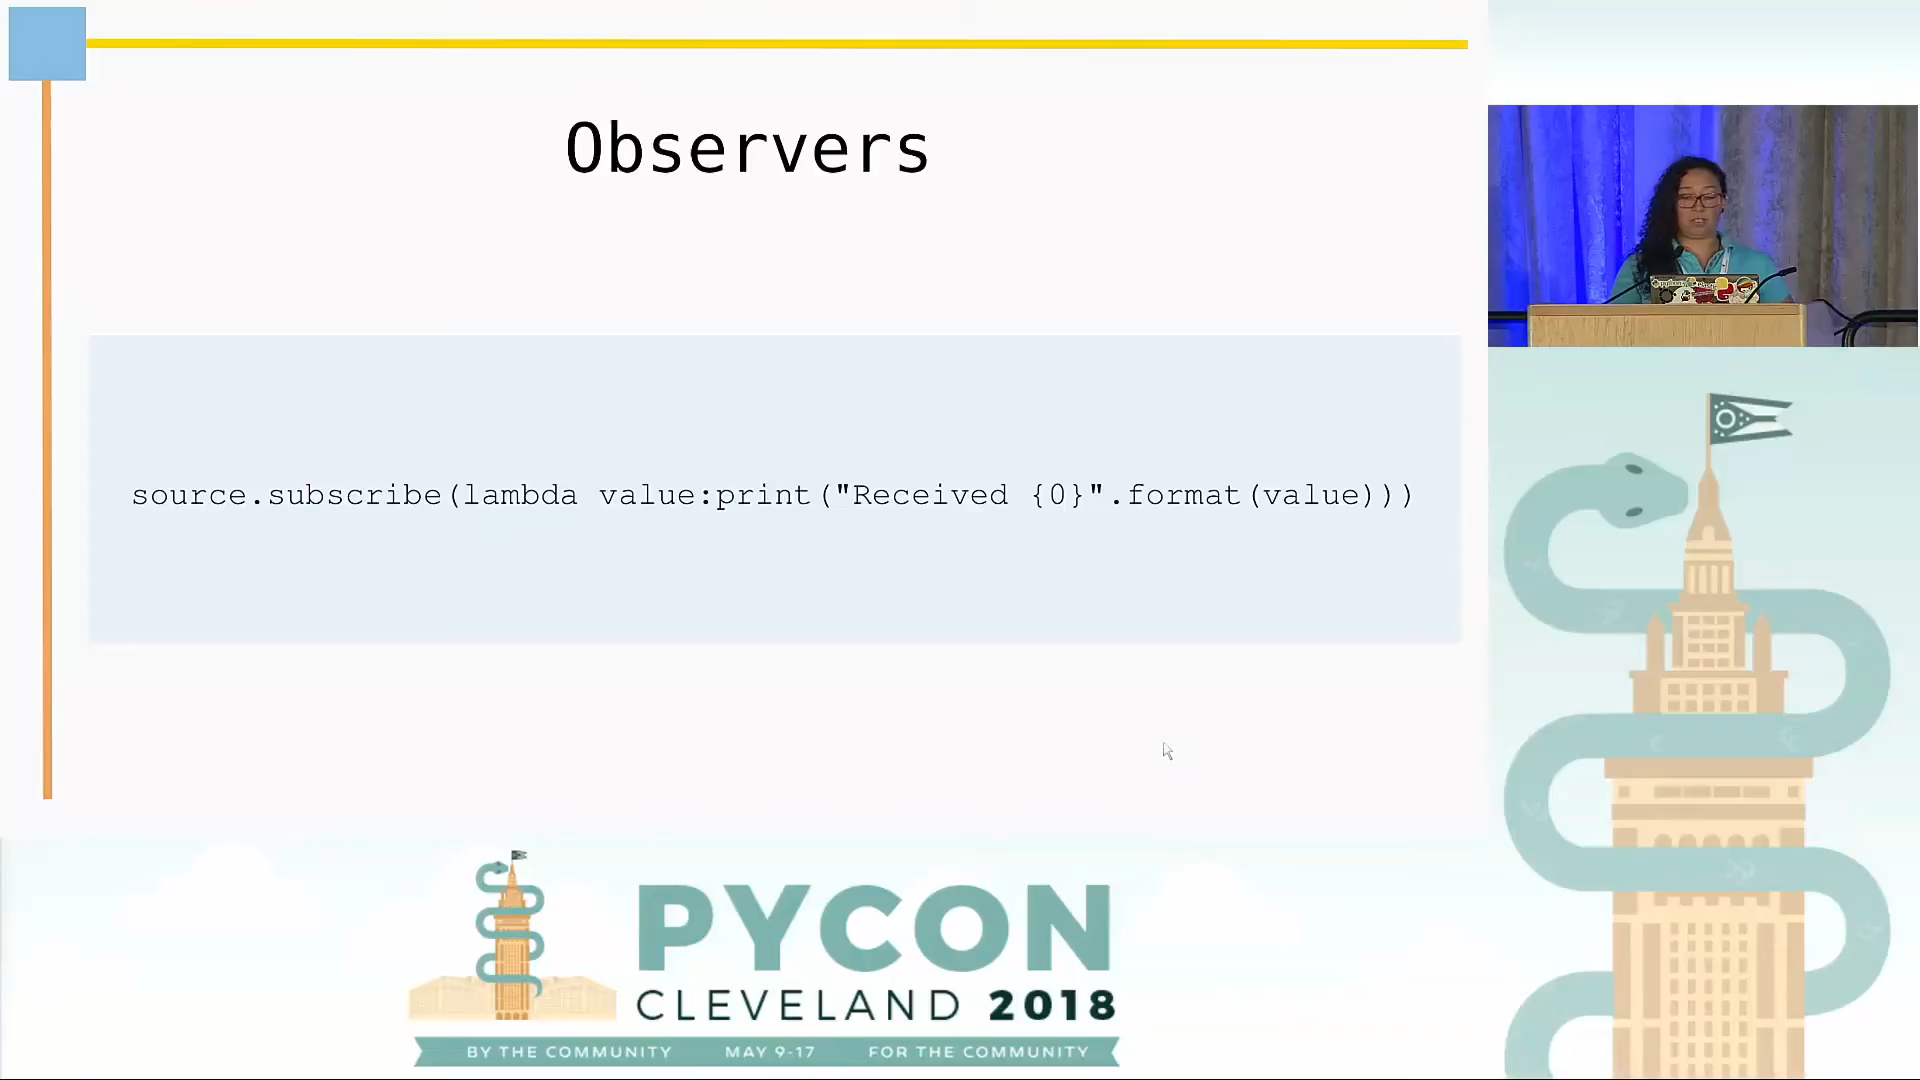 Observers
source.subscribe(lambda value:print("Received {0}".format(value)))
PYCON
CLEVELAND 2018
BY THE COMMUNITY MAY 9-17 FOR THE COMMUNITY